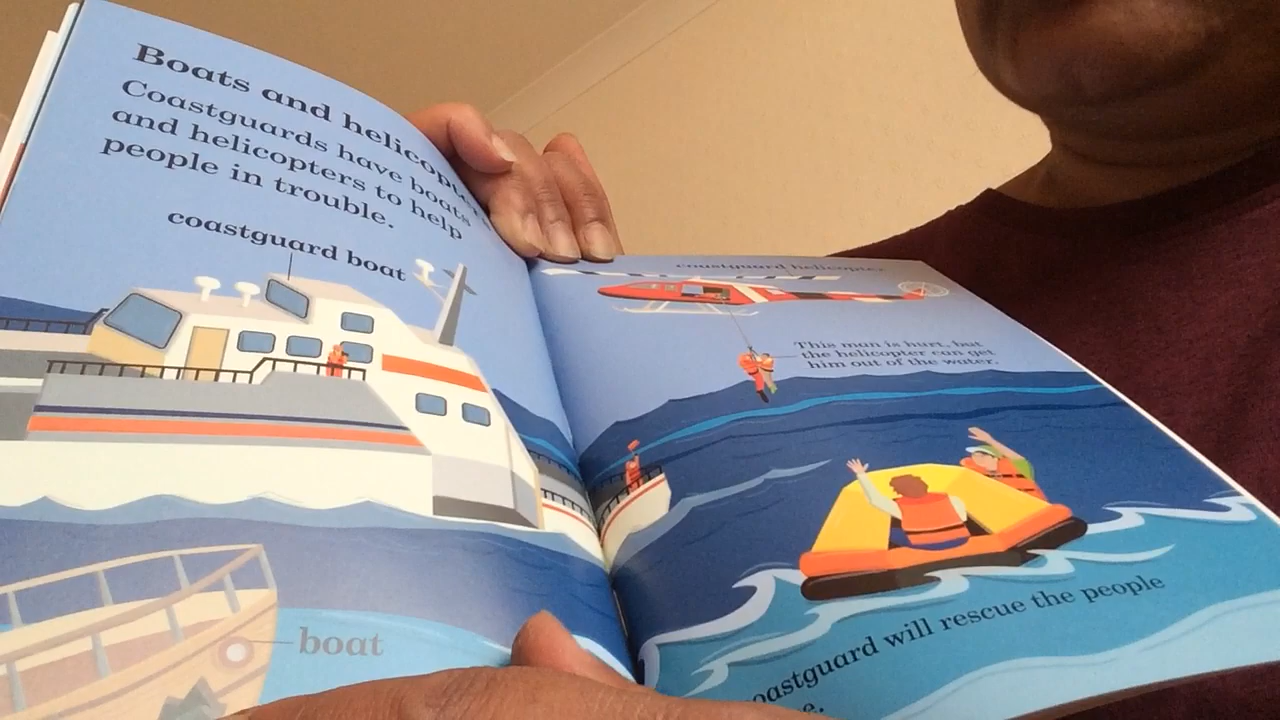 Boats and helicopters
Coastguards have boats
and helicopters to help
people in trouble.
coastguard boat
boat
coastguard helicopter
This man is hurt, but
the helicopter can get
him out of the water.
will rescue the people